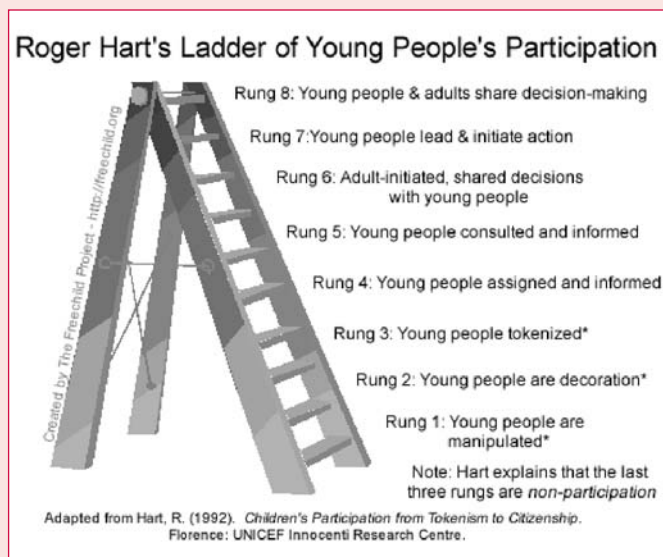 Roger Hart's Ladder of Young People's Participation
Rung 8: Young people & adults share decision-making
Rung 7:Young people lead & initiate action
Rung 6: Adult-initiated, shared decisions
with young people
Rung 5: Young people consulted and informed
Rung 4: Young people assigned and informed
Rung 3: Young people tokenized*
Rung 2: Young people are decoration*
Rung 1: Young people are
manipulated*
Note: Hart explains that the last
three rungs are non-participation
Created by The Freechild Project - http://freechild.org
Adapted from Hart, R. (1992). Children's Participation from Tokenism to Citizenship.
Florence: UNICEF Innocenti Research Centre.